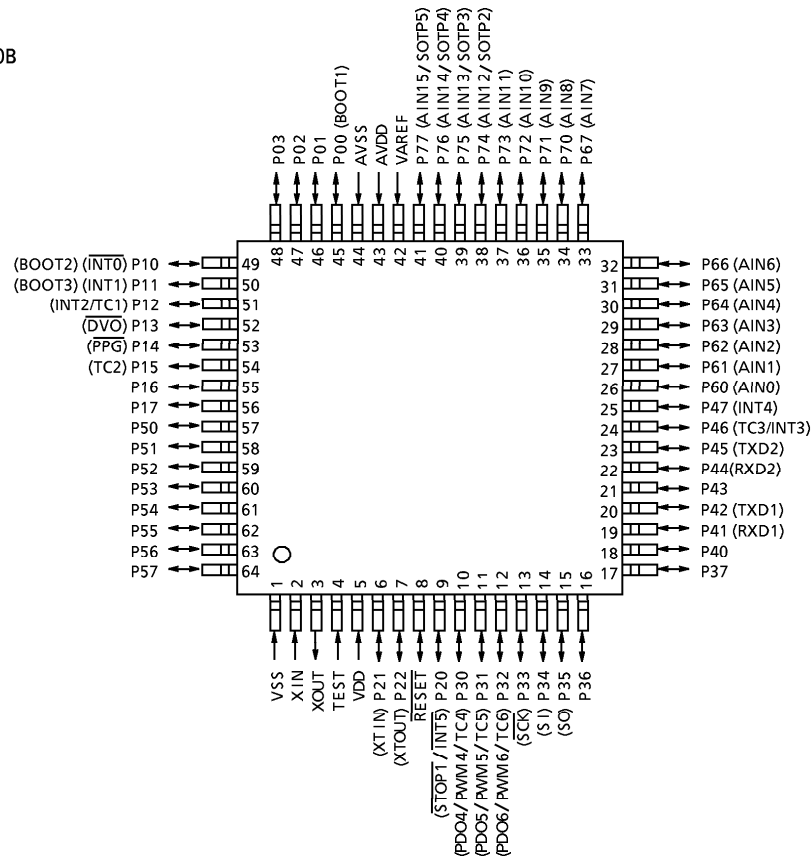 0B
P03
P02
P01
P00 (BOOT1)
AVSS
AVDD
VAREF
P77 (AIN15/SOTP5)
P76 (AIN14/SOTP4)
P75 (AIN13/SOTP3)
P74 (AIN12/SOTP2)
P73 (AIN11)
P72 (AIN10)
P71 (AIN9)
P70 (AIN8)
P67 (AIN7)
48
47
46
45
44
43
42
41
40
39
38
37
36
35
34
33
(BOOT2) (INT0) P10 49
(BOOT3) (INT1) P11 50
(INT2/TC1) P12 51
(DVO) P13 52
(PPG) P14 53
(TC2) P15 54
P16 55
P17 56
P50 57
P51 58
P52 59
P53 60
P54 61
P55 62
P56 63
P57 64
32 P66 (AIN6)
31 P65 (AIN5)
30 P64 (AIN4)
29 P63 (AIN3)
28 P62 (AIN2)
27 P61 (AIN1)
26 P60 (AIN0)
25 P47 (INT4)
24 P46 (TC3/INT3)
23 P45 (TXD2)
22 P44(RXD2)
21 P43
20 P42 (TXD1)
19 P41 (RXD1)
18 P40
17 P37
1
2
3
4
5
6
7
8
9
10
11
12
13
14
15
16
VSS
XIN
XOUT
TEST
VDD
(XTIN) P21
(XTOUT) P22
RESET
(STOP1/INT5) P20
(PDO4/PWM4/TC4) P30
(PDO5/PWM5/TC5) P31
(PDO6/PWM6/TC6) P32
(SCK) P33
(SI) P34
(SO) P35
P36